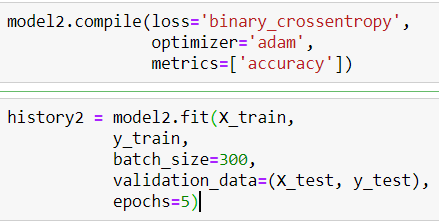 model2.compile(loss='binary_crossentropy',
optimizer='adam',
metrics=['accuracy'])
history2 = model2.fit(X_train,
y_train,
batch_size=300,
validation_data=(X_test, y_test),
epochs=5)